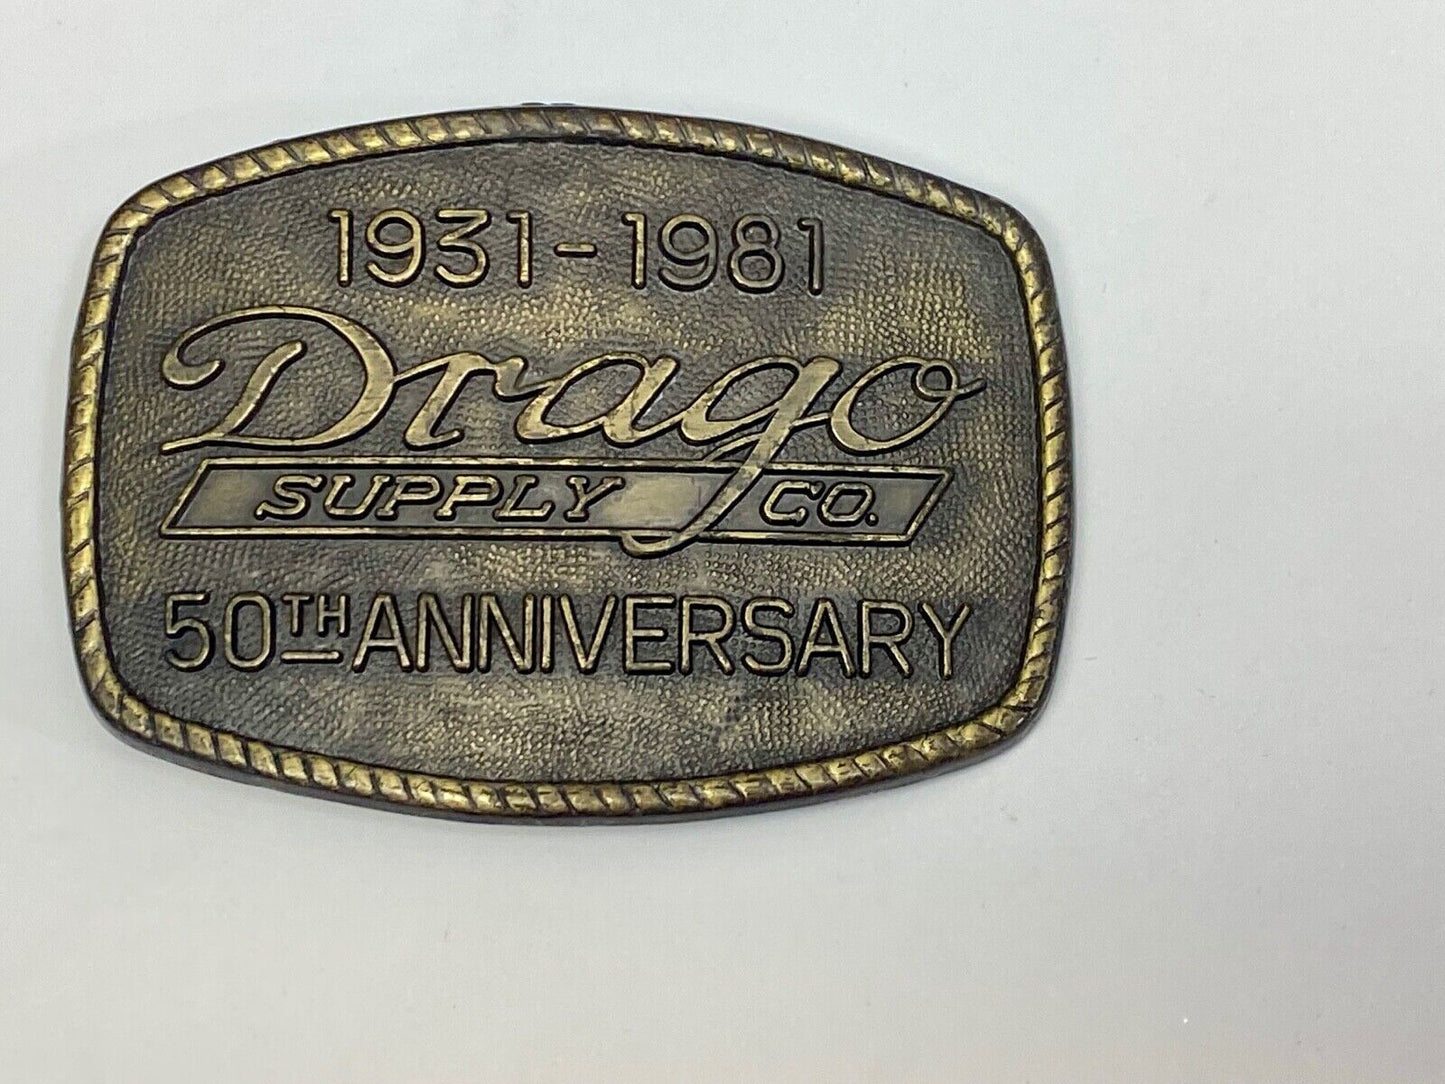 1931-1981
Drago
SUPPLY CO.
50TH ANNIVERSARY